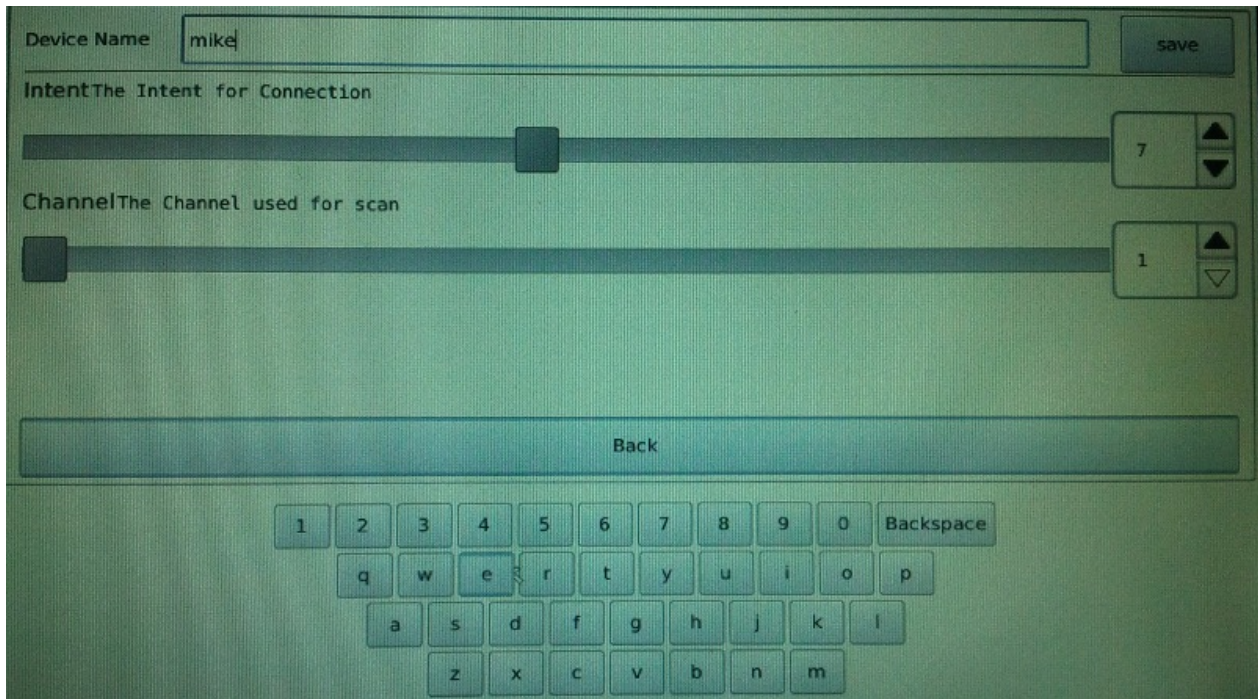 Device Name mike save
Intent The Intent for Connection
7
Channel The Channel used for scan
1
Back
1 2 3 4 5 6 7 8 9 0 Backspace
q w e r t y u i o p
a s d f g h j k l
z x c v b n m